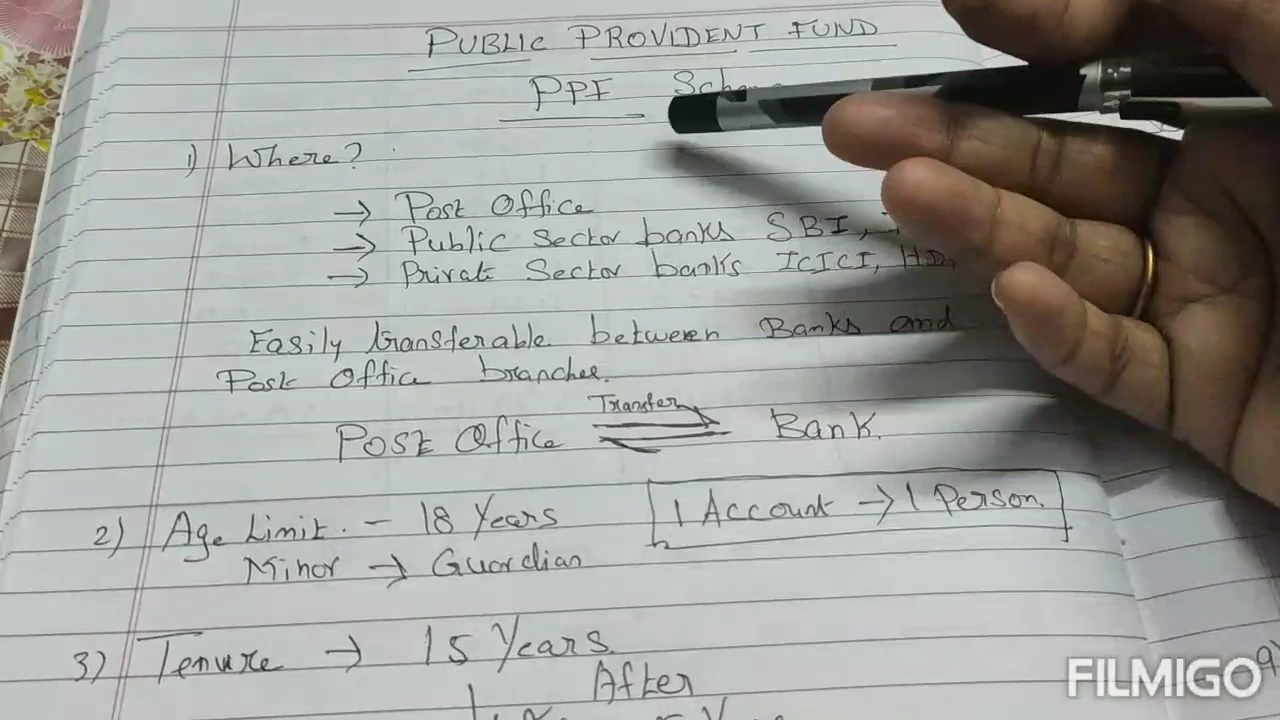 PUBLIC PROVIDENT FUND
PPF Scheme
1) Where?
→ Post Office
→ Public Sector banks SBI,
→ Private Sector banks ICICI,
Easily transferable between Banks and
Post Office branches.
Transfer
Post Office Bank.
2) Age Limit. - 18 Years 1 Account → 1 Person.
Minor → Guardian
3) Tenure → 15 Years.
After
FILMIGO